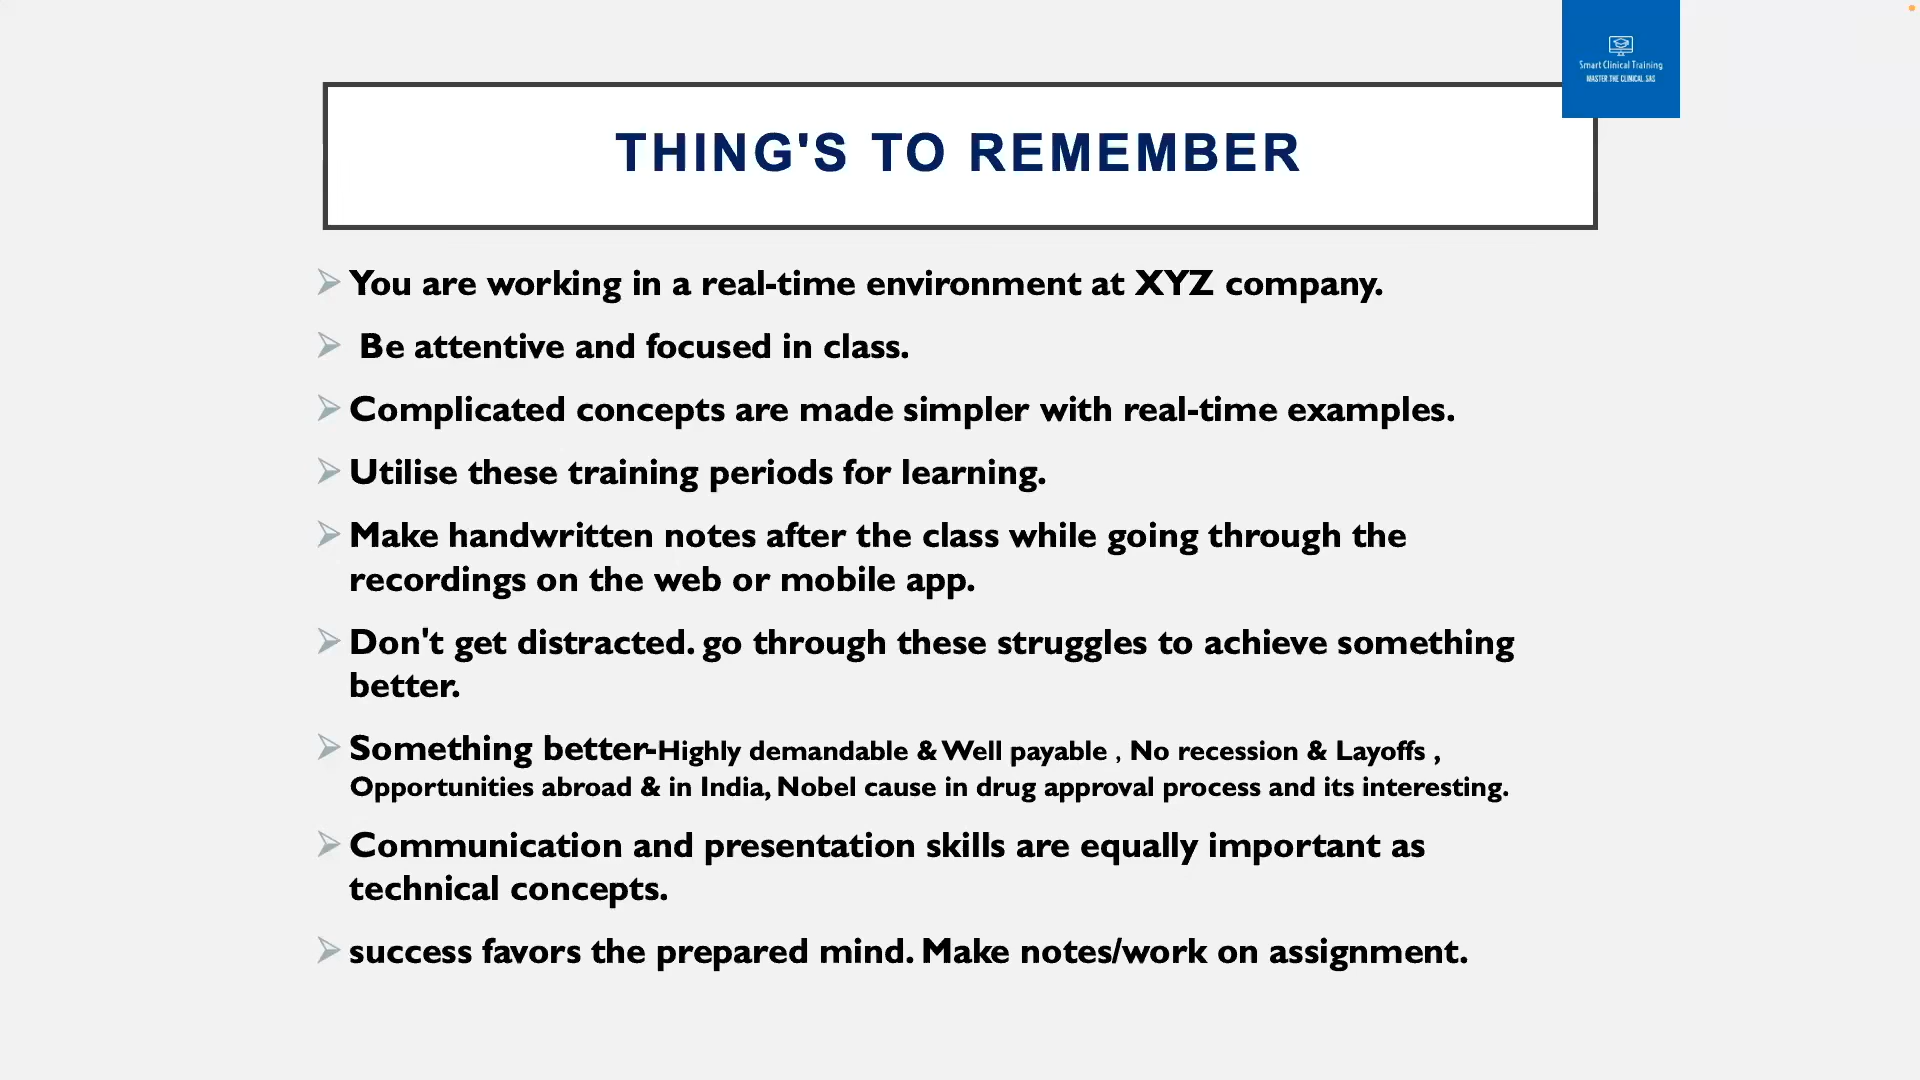 Smart Clinical Training
MASTER THE CLINICAL SAS
THING'S TO REMEMBER
➢ You are working in a real-time environment at XYZ company.
➢ Be attentive and focused in class.
➢ Complicated concepts are made simpler with real-time examples.
➢ Utilise these training periods for learning.
➢ Make handwritten notes after the class while going through the
recordings on the web or mobile app.
➢ Don't get distracted. go through these struggles to achieve something
better.
➢ Something better-Highly demandable & Well payable , No recession & Layoffs ,
Opportunities abroad & in India, Nobel cause in drug approval process and its interesting.
➢ Communication and presentation skills are equally important as
technical concepts.
➢ success favors the prepared mind. Make notes/work on assignment.